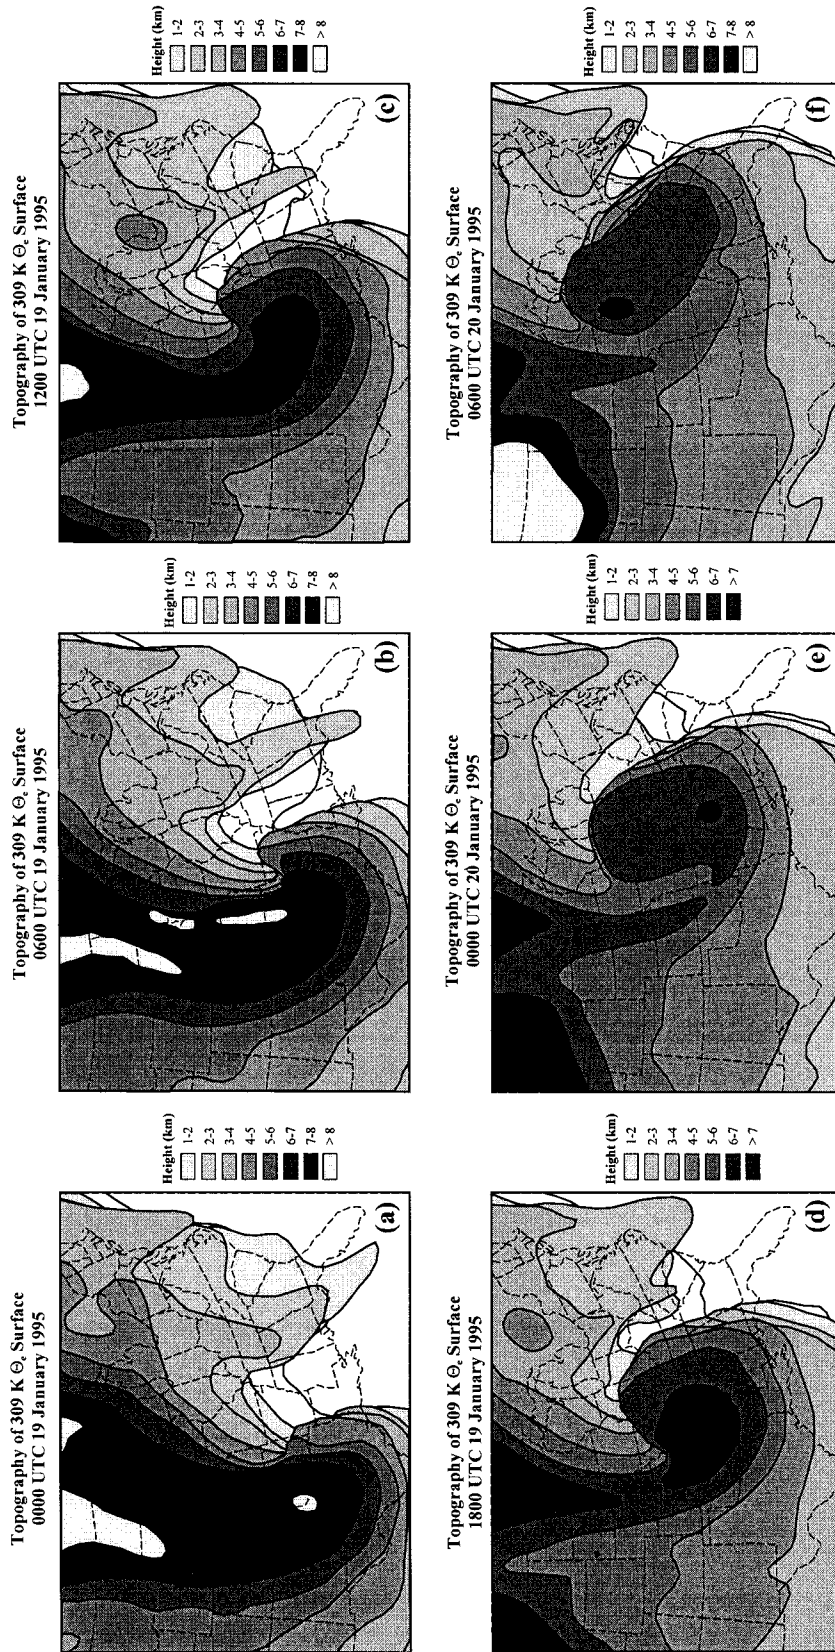 Topography of 309 K Θe Surface
0000 UTC 19 January 1995
Height (km)
1-2
2-3
3-4
4-5
5-6
6-7
7-8
> 8
(a)
Topography of 309 K Θe Surface
0600 UTC 19 January 1995
Height (km)
1-2
2-3
3-4
4-5
5-6
6-7
7-8
> 8
(b)
Topography of 309 K Θe Surface
1200 UTC 19 January 1995
Height (km)
1-2
2-3
3-4
4-5
5-6
6-7
7-8
> 8
(c)
Topography of 309 K Θe Surface
1800 UTC 19 January 1995
Height (km)
1-2
2-3
3-4
4-5
5-6
6-7
> 7
(d)
Topography of 309 K Θe Surface
0000 UTC 20 January 1995
Height (km)
1-2
2-3
3-4
4-5
5-6
6-7
> 7
(e)
Topography of 309 K Θe Surface
0600 UTC 20 January 1995
Height (km)
1-2
2-3
3-4
4-5
5-6
6-7
7-8
> 8
(f)